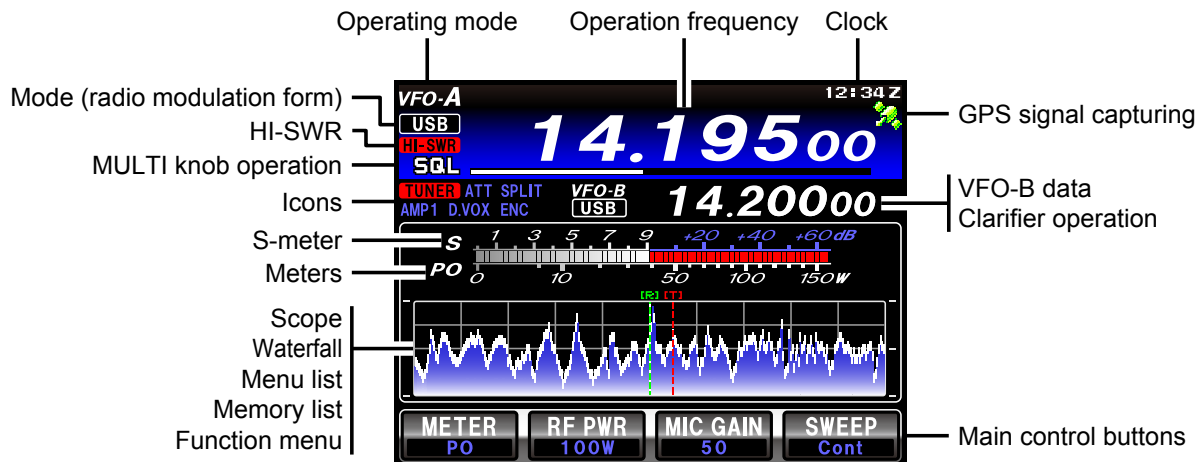 Operating mode
Operation frequency
Clock
Mode (radio modulation form)
HI-SWR
MULTI knob operation
Icons
S-meter
Meters
Scope
Waterfall
Menu list
Memory list
Function menu
VFO-A
12:34Z
USB
HI-SWR
SQL
14.19500
TUNER ATT SPLIT
AMP1 D.VOX ENC
VFO-B
USB
14.20000
S 1 3 5 7 9 +20 +40 +60dB
PO 0 10 50 100 150W
[R] [T]
METER
PO
RF PWR
100W
MIC GAIN
50
SWEEP
Cont
GPS signal capturing
VFO-B data
Clarifier operation
Main control buttons